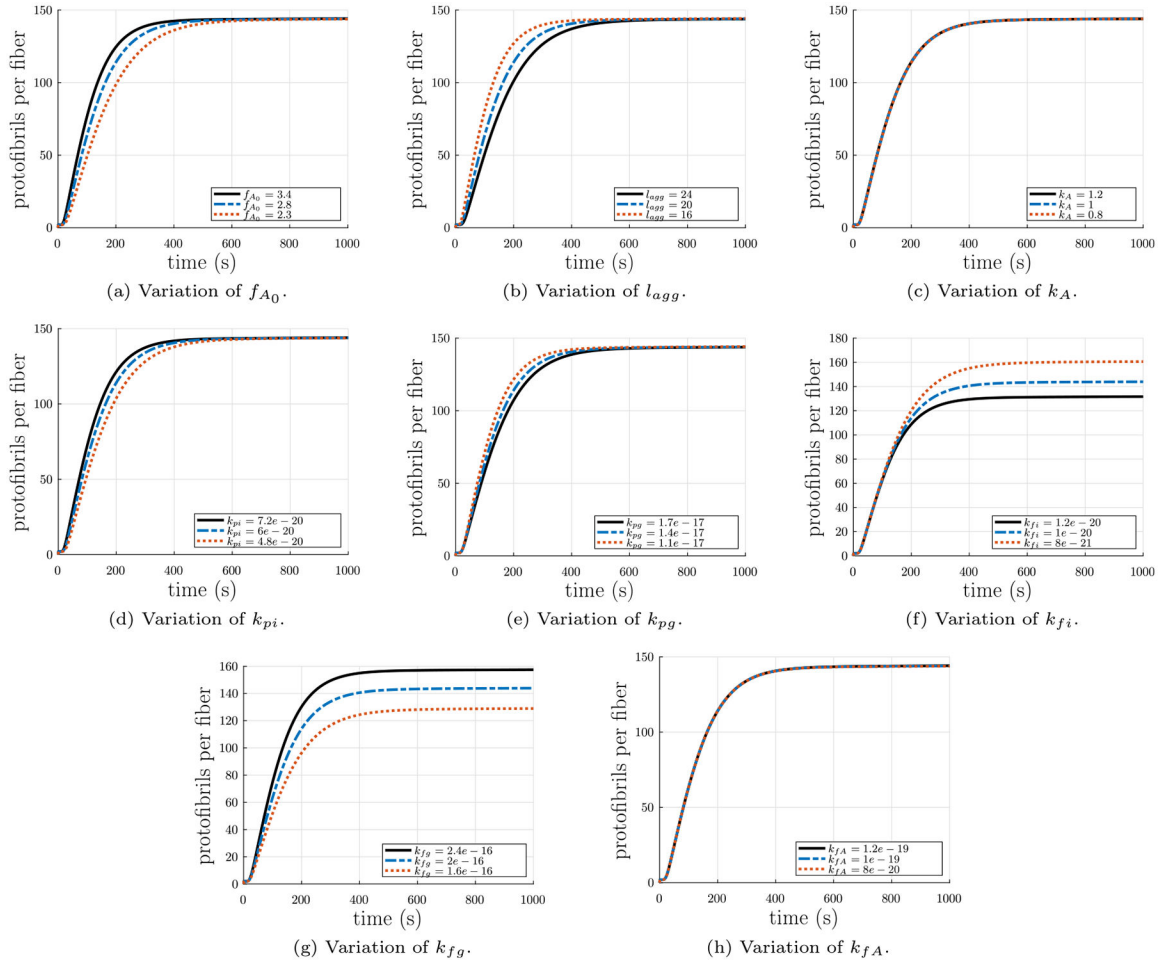 150
100
50
0
protofibrils per fiber
f_{A_0} = 3.4
f_{A_0} = 2.8
f_{A_0} = 2.3
0 200 400 600 800 1000
time (s)
(a) Variation of f_{A_0}.
150
100
50
0
protofibrils per fiber
l_{agg} = 24
l_{agg} = 20
l_{agg} = 16
0 200 400 600 800 1000
time (s)
(b) Variation of l_{agg}.
150
100
50
0
protofibrils per fiber
k_A = 1.2
k_A = 1
k_A = 0.8
0 200 400 600 800 1000
time (s)
(c) Variation of k_A.
150
100
50
0
protofibrils per fiber
k_{pi} = 7.2e − 20
k_{pi} = 6e − 20
k_{pi} = 4.8e − 20
0 200 400 600 800 1000
time (s)
(d) Variation of k_{pi}.
150
100
50
0
protofibrils per fiber
k_{pg} = 1.7e − 17
k_{pg} = 1.4e − 17
k_{pg} = 1.1e − 17
0 200 400 600 800 1000
time (s)
(e) Variation of k_{pg}.
180
160
140
120
100
80
60
40
20
0
protofibrils per fiber
k_{fi} = 1.2e − 20
k_{fi} = 1e − 20
k_{fi} = 8e − 21
0 200 400 600 800 1000
time (s)
(f) Variation of k_{fi}.
160
140
120
100
80
60
40
20
0
protofibrils per fiber
k_{fg} = 2.4e − 16
k_{fg} = 2e − 16
k_{fg} = 1.6e − 16
0 200 400 600 800 1000
time (s)
(g) Variation of k_{fg}.
150
100
50
0
protofibrils per fiber
k_{fA} = 1.2e − 19
k_{fA} = 1e − 19
k_{fA} = 8e − 20
0 200 400 600 800 1000
time (s)
(h) Variation of k_{fA}.